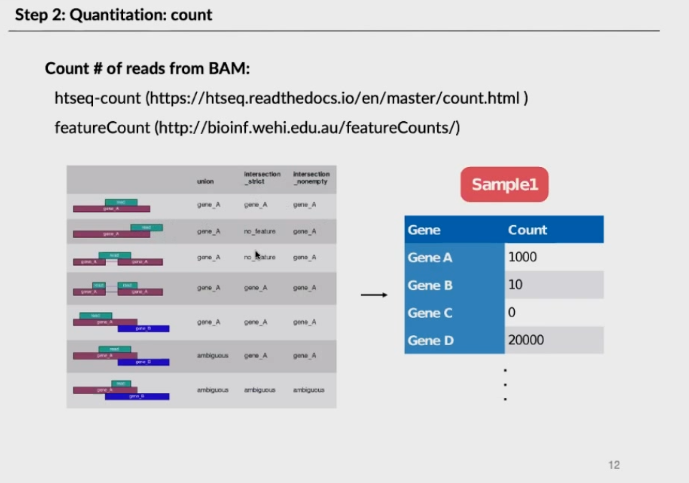 Step 2: Quantitation: count
Count # of reads from BAM:
htseq-count (https://htseq.readthedocs.io/en/master/count.html )
featureCount (http://bioinf.wehi.edu.au/featureCounts/)
union intersection_strict intersection_nonempty
read
gene_A
gene_A gene_A gene_A
read
gene_A
gene_A no_feature gene_A
read
gene_A gene_A
gene_A no_feature gene_A
read read
gene_A gene_A
gene_A gene_A gene_A
read
gene_A
gene_B
gene_A gene_A gene_A
read
gene_A
gene_B
ambiguous gene_A gene_A
read
gene_A
gene_B
ambiguous ambiguous ambiguous
Sample1
Gene Count
Gene A 1000
Gene B 10
Gene C 0
Gene D 20000
12